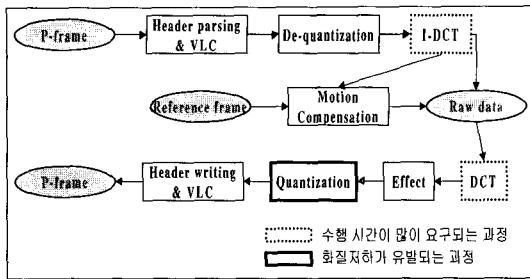 P-frame
Header parsing
& VLC
De-quantization
I-DCT
Reference frame
Motion
Compensation
Raw data
P-frame
Header writing
& VLC
Quantization
Effect
DCT
수행 시간이 많이 요구되는 과정
화질저하가 유발되는 과정